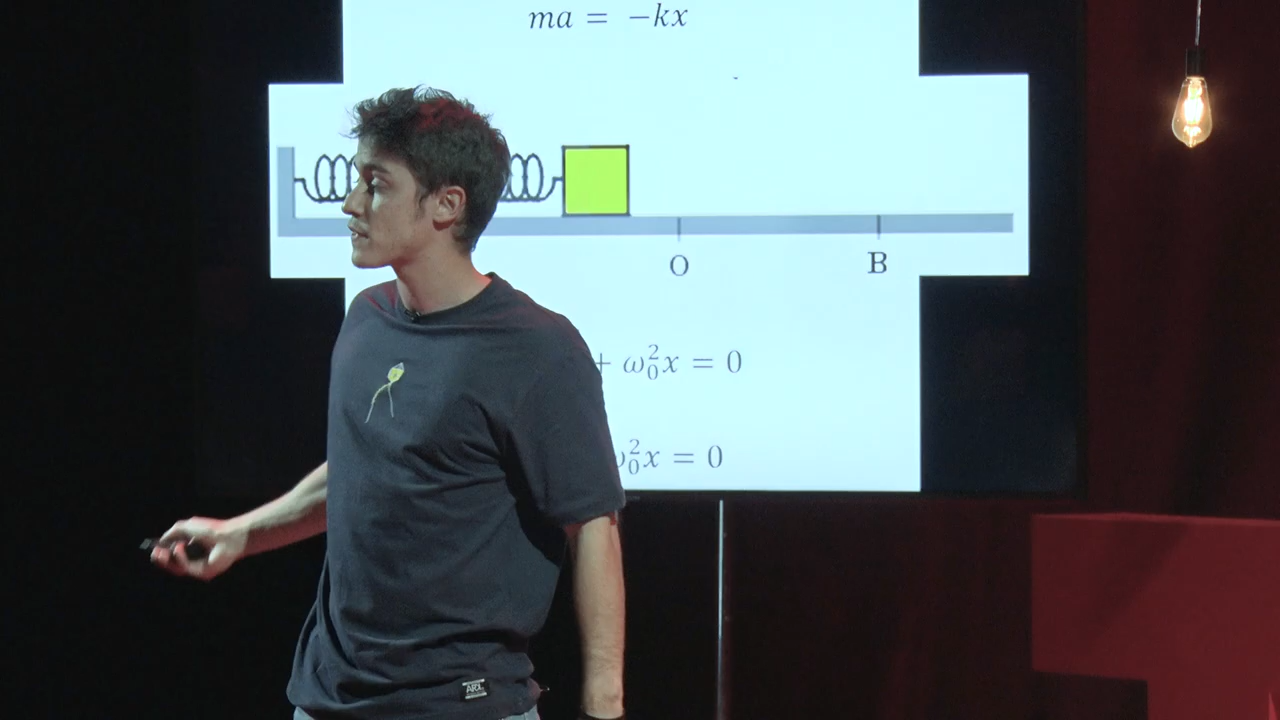 ma = −kx
O B
+ ω₀²x = 0
ω₀²x = 0